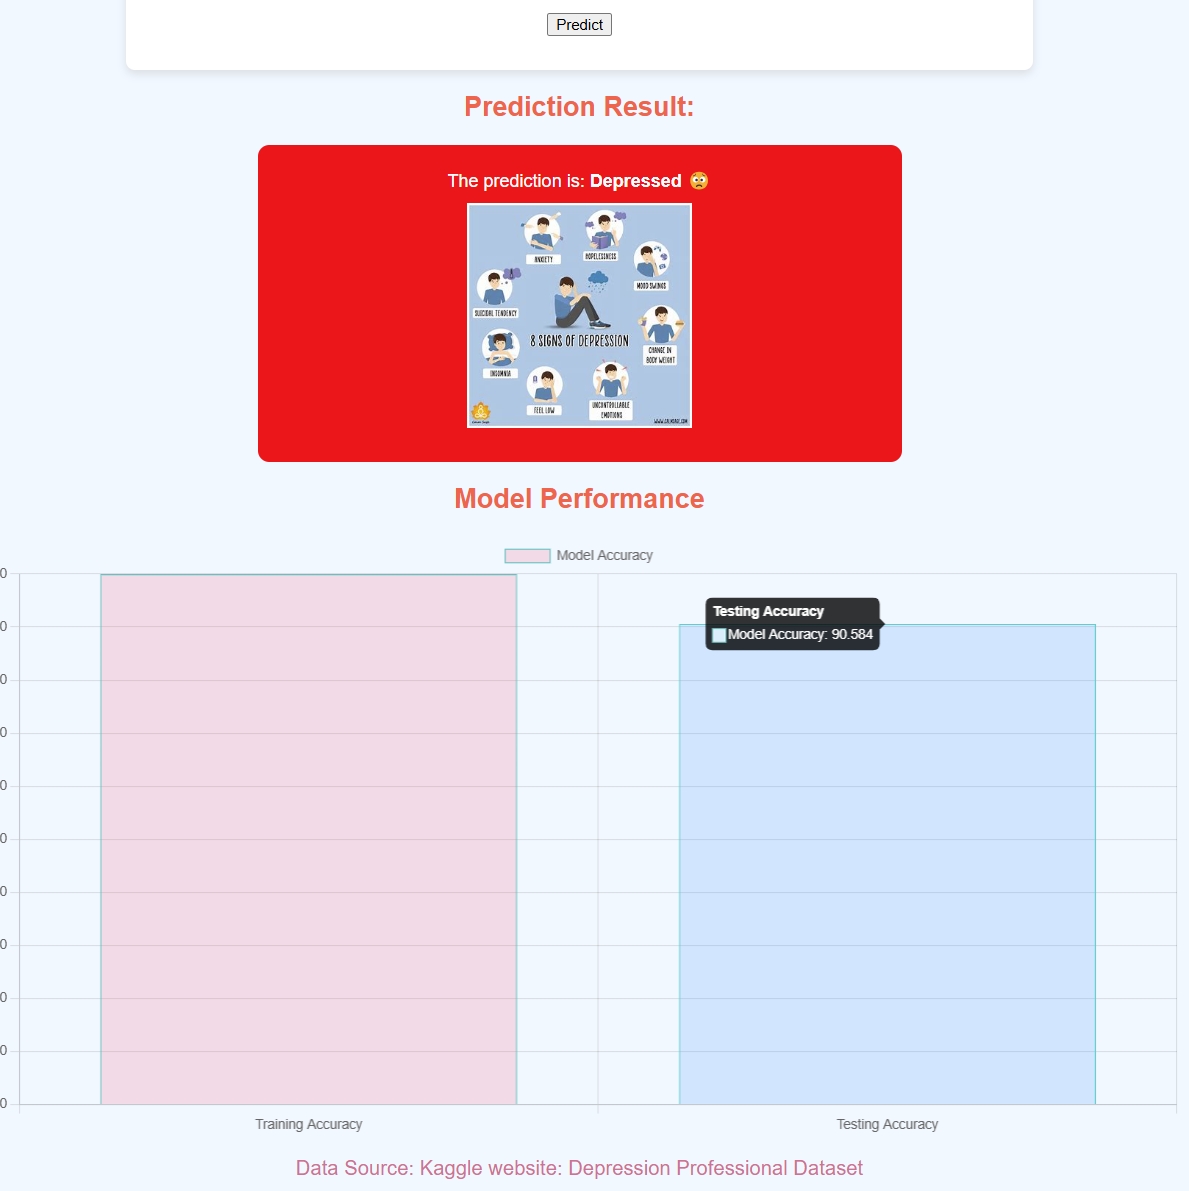 Predict
Prediction Result:
The prediction is: Depressed
ANXIETY
HOPELESSNESS
MOOD SWINGS
SUICIDAL TENDENCY
8 SIGNS OF DEPRESSION
CHANGE IN
BODY WEIGHT
INSOMNIA
FEEL LOW
UNCONTROLLABLE
EMOTIONS
WWW.CALMSAGE.COM
Model Performance
Model Accuracy
0
Testing Accuracy
Model Accuracy: 90.584
0
0
0
0
0
0
0
0
0
0
Training Accuracy
Testing Accuracy
Data Source: Kaggle website: Depression Professional Dataset